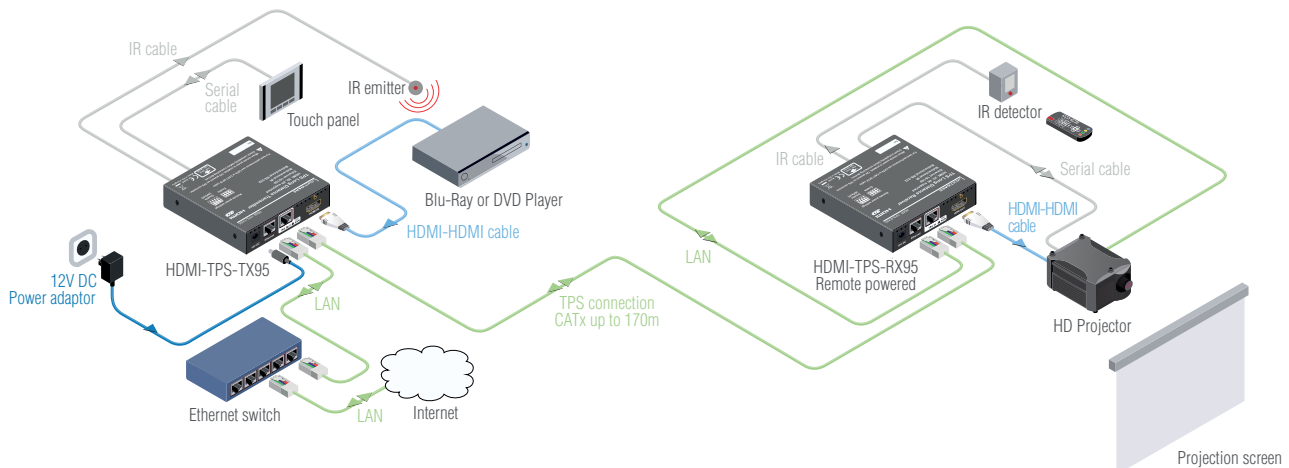 IR cable
Serial
cable
Touch panel
IR emitter
Blu-Ray or DVD Player
HDMI-HDMI cable
HDMI-TPS-TX95
12V DC
Power adaptor
LAN
Ethernet switch
LAN
Internet
TPS connection
CATx up to 170m
LAN
IR cable
IR detector
Serial cable
HDMI-HDMI
cable
HDMI-TPS-RX95
Remote powered
HD Projector
Projection screen